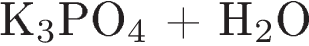 K₃PO₄ + H₂O